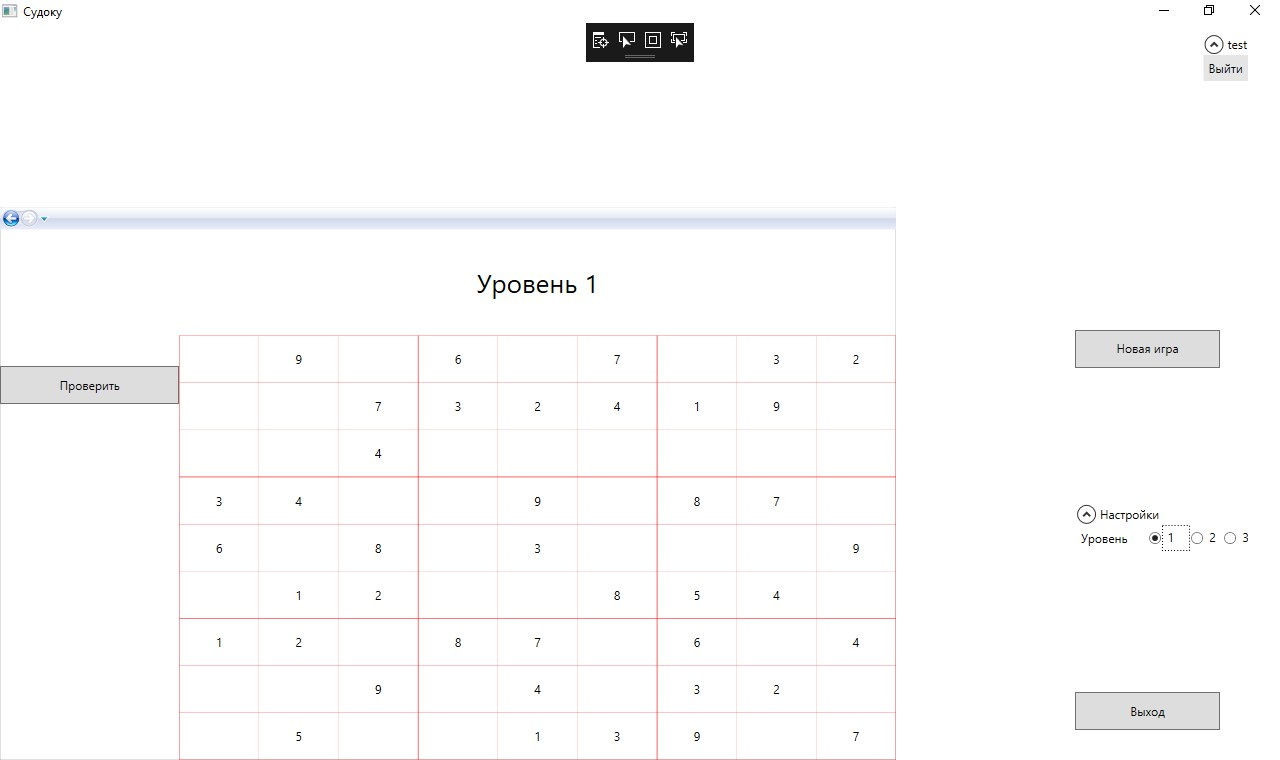 Судоку
test
Выйти
Уровень 1
9 6 7 3 2
Проверить
7 3 2 4 1 9
4
3 4 9 8 7
6 8 3 9
1 2 8 5 4
1 2 8 7 6 4
9 4 3 2
5 1 3 9 7
Новая игра
Настройки
Уровень 1 2 3
Выход